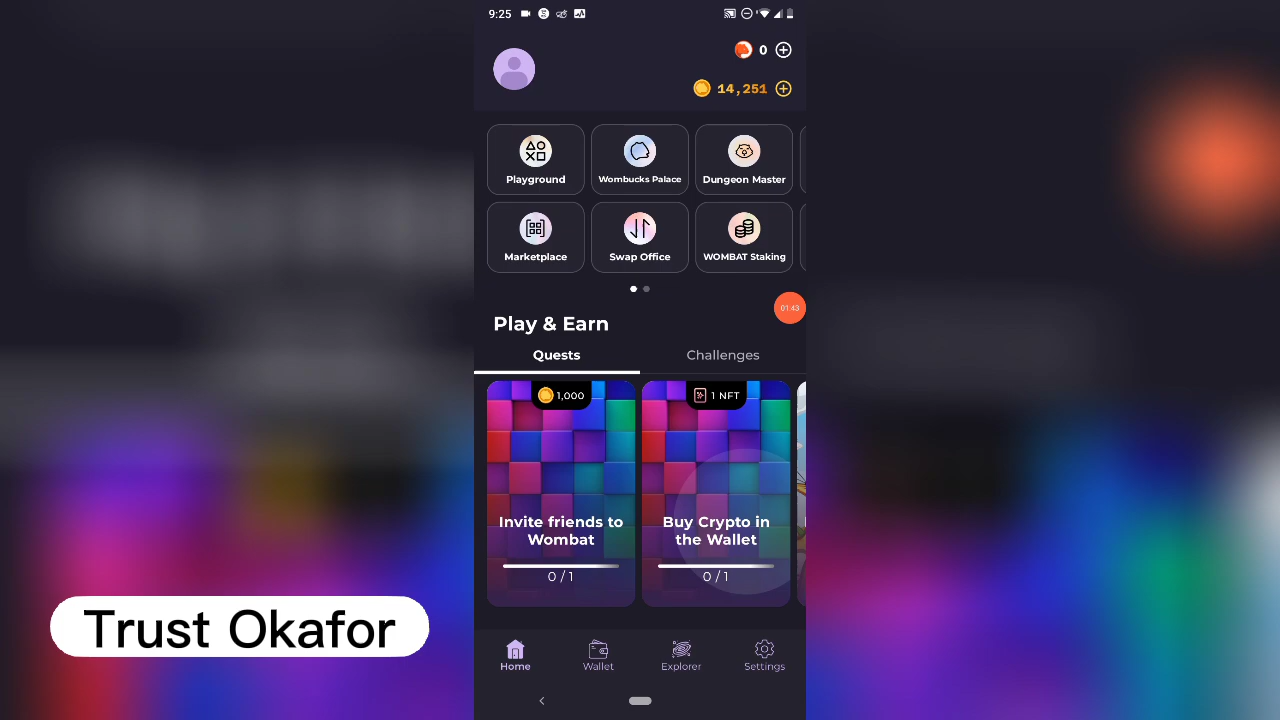 9:25
0
14,251
Playground
Wombucks Palace
Dungeon Master
Marketplace
Swap Office
WOMBAT Staking
01:43
Play & Earn
Quests
Challenges
1,000
1 NFT
Invite friends to
Wombat
Buy Crypto in
the Wallet
0 / 1
0 / 1
Trust Okafor
Home
Wallet
Explorer
Settings